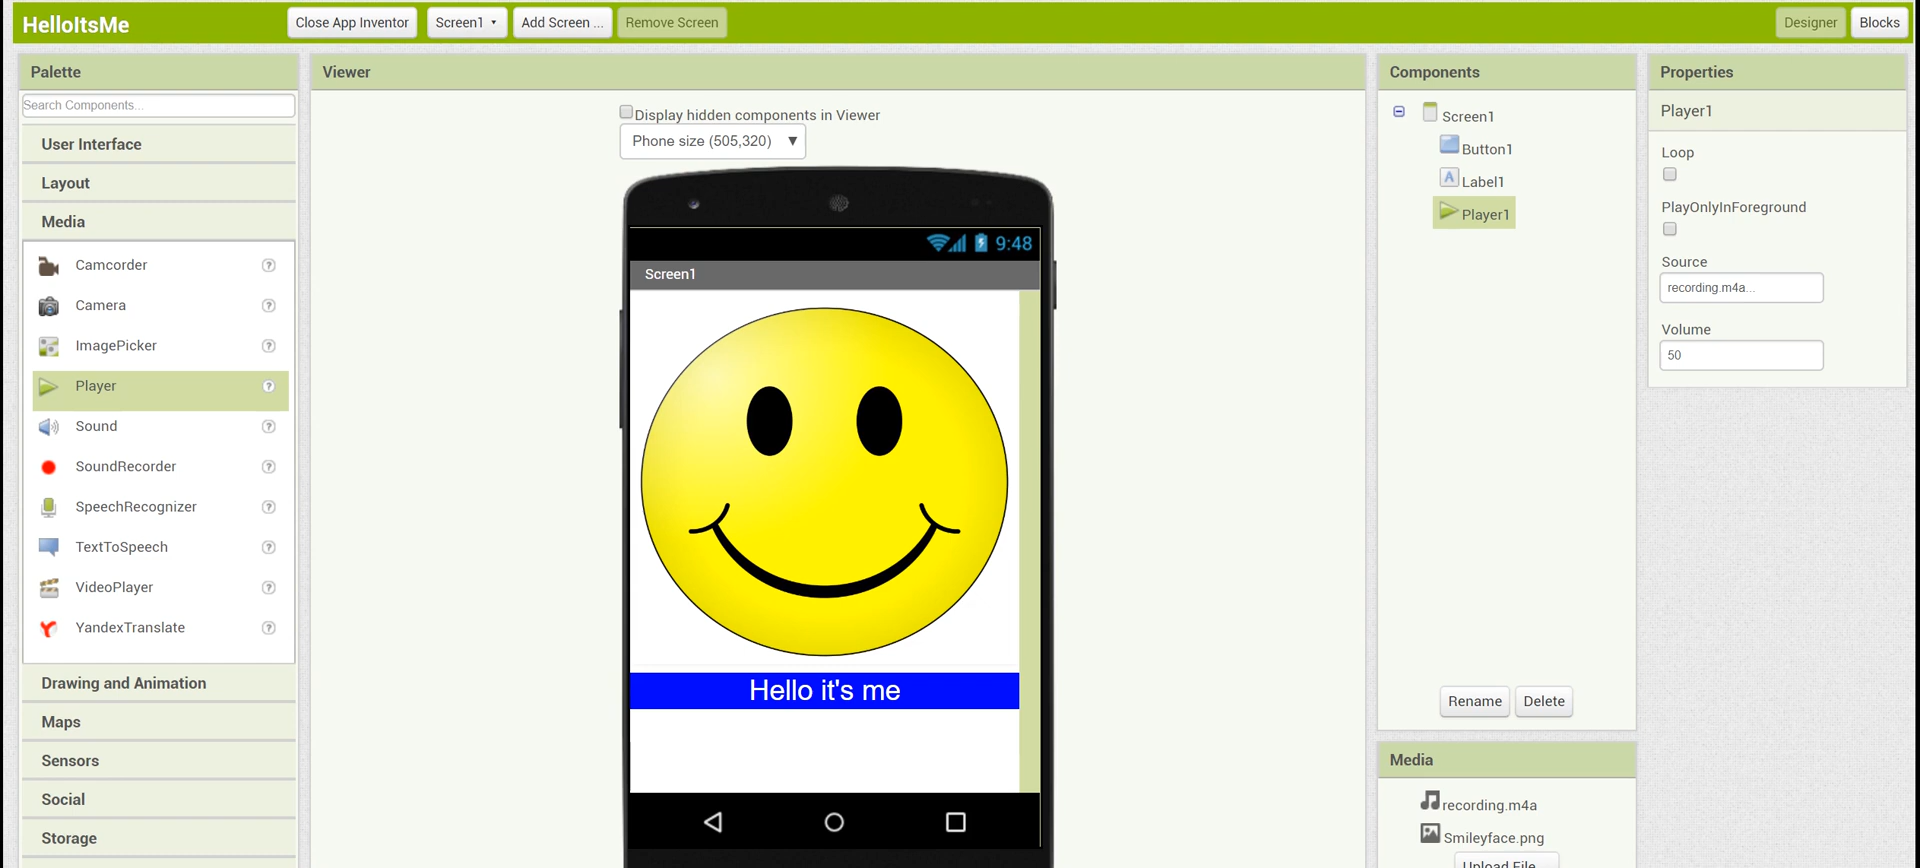 HelloItsMe
Close App Inventor
Screen1
Add Screen ...
Remove Screen
Designer
Blocks
Palette
Search Components...
User Interface
Layout
Media
Camcorder
Camera
ImagePicker
Player
Sound
SoundRecorder
SpeechRecognizer
TextToSpeech
VideoPlayer
YandexTranslate
Drawing and Animation
Maps
Sensors
Social
Storage
Viewer
Display hidden components in Viewer
Phone size (505,320)
9:48
Screen1
Hello it's me
Components
Screen1
Button1
A Label1
Player1
Rename
Delete
Media
recording.m4a
Smileyface.png
Upload File ...
Properties
Player1
Loop
PlayOnlyInForeground
Source
recording.m4a...
Volume
50